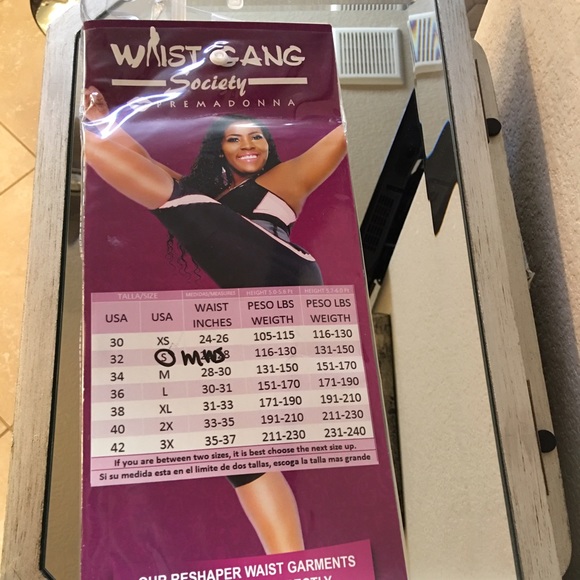 WAIST GANG
Society
PREMADONNA
TALLA/SIZE
WAIST PESO LBS PESO LBS
USA USA INCHES WEIGTH WEIGTH
30 XS 24-26 105-115 116-130
32 S 116-130 131-150
34 M 28-30 131-150 151-170
36 L 30-31 151-170 171-190
38 XL 31-33 171-190 191-210
40 2X 33-35 191-210 211-230
42 3X 35-37 211-230 231-240
If you are between two sizes, it is best choose the next size up.
Si su medida esta en el limite de dos tallas, escoga la talla mas grande
OUR RESHAPER WAIST GARMENTS